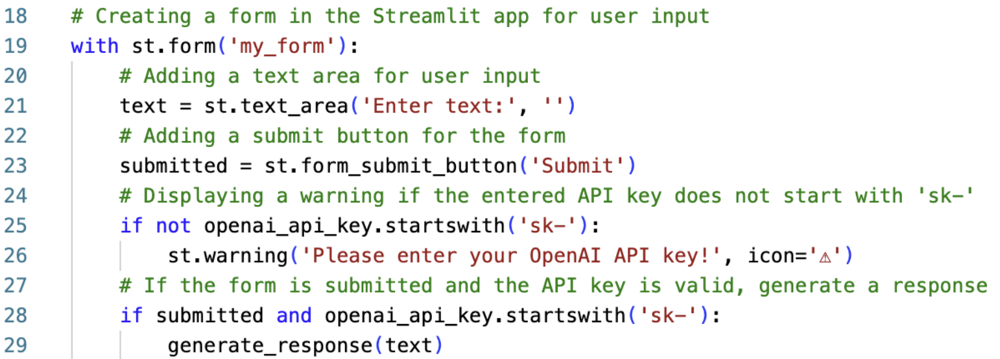 18 # Creating a form in the Streamlit app for user input
19 with st.form('my_form'):
20     # Adding a text area for user input
21     text = st.text_area('Enter text:', '')
22     # Adding a submit button for the form
23     submitted = st.form_submit_button('Submit')
24     # Displaying a warning if the entered API key does not start with 'sk-'
25     if not openai_api_key.startswith('sk-'):
26         st.warning('Please enter your OpenAI API key!', icon='⚠')
27     # If the form is submitted and the API key is valid, generate a response
28     if submitted and openai_api_key.startswith('sk-'):
29         generate_response(text)